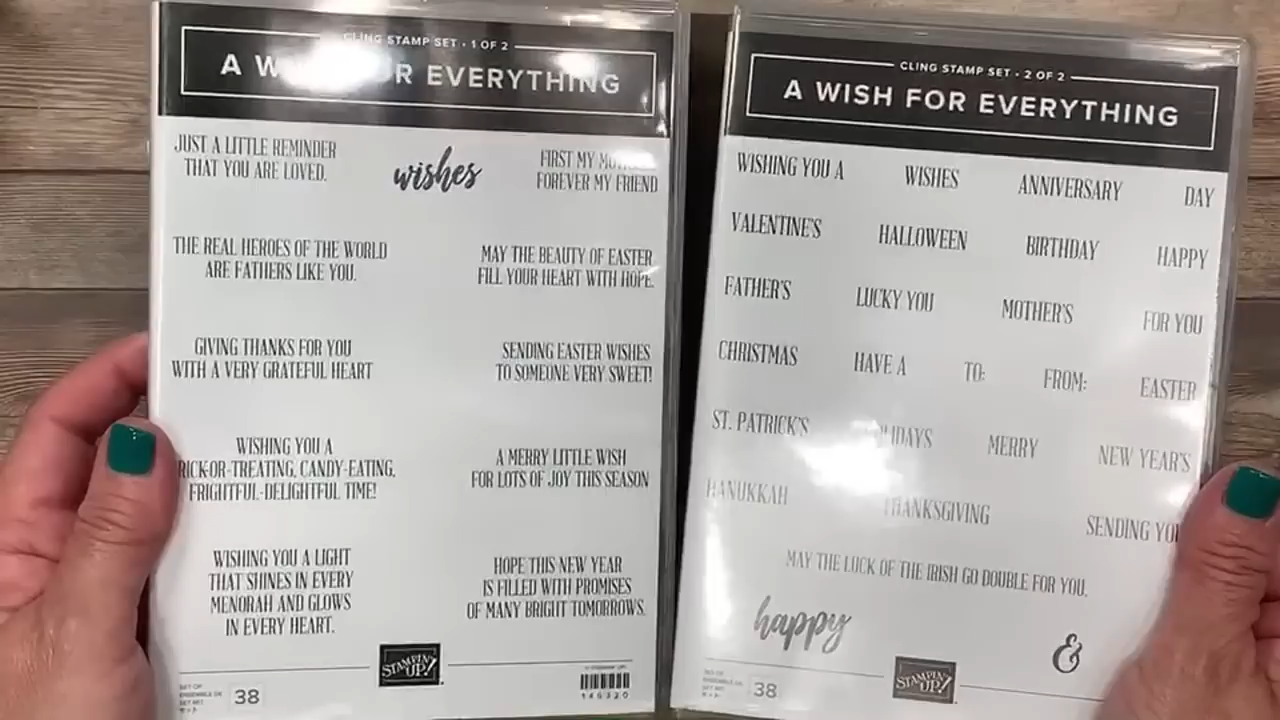 CLING STAMP SET • 1 OF 2
A W R EVERYTHING
JUST A LITTLE REMINDER
THAT YOU ARE LOVED.
wishes
FIRST MY
FOREVER MY FRIEND
THE REAL HEROES OF THE WORLD
ARE FATHERS LIKE YOU.
MAY THE BEAUTY OF EASTER
FILL YOUR HEART WITH HOPE.
GIVING THANKS FOR YOU
WITH A VERY GRATEFUL HEART
SENDING EASTER WISHES
TO SOMEONE VERY SWEET!
WISHING YOU A
RICK-OR-TREATING, CANDY-EATING,
FRIGHTFUL-DELIGHTFUL TIME!
A MERRY LITTLE WISH
FOR LOTS OF JOY THIS SEASON
WISHING YOU A LIGHT
THAT SHINES IN EVERY
MENORAH AND GLOWS
IN EVERY HEART.
HOPE THIS NEW YEAR
IS FILLED WITH PROMISES
OF MANY BRIGHT TOMORROWS.
SET OF
38
STAMPIN' UP!
146320
CLING STAMP SET • 2 OF 2
A WISH FOR EVERYTHING
WISHING YOU A WISHES ANNIVERSARY DAY
VALENTINE'S HALLOWEEN BIRTHDAY HAPPY
FATHER'S LUCKY YOU MOTHER'S FOR YOU
CHRISTMAS HAVE A TO: FROM: EASTER
ST. PATRICK'S LIDAYS MERRY NEW YEAR'S
HANUKKAH THANKSGIVING SENDING YOU
MAY THE LUCK OF THE IRISH GO DOUBLE FOR YOU.
happy
&
SET OF
38
STAMPIN' UP!